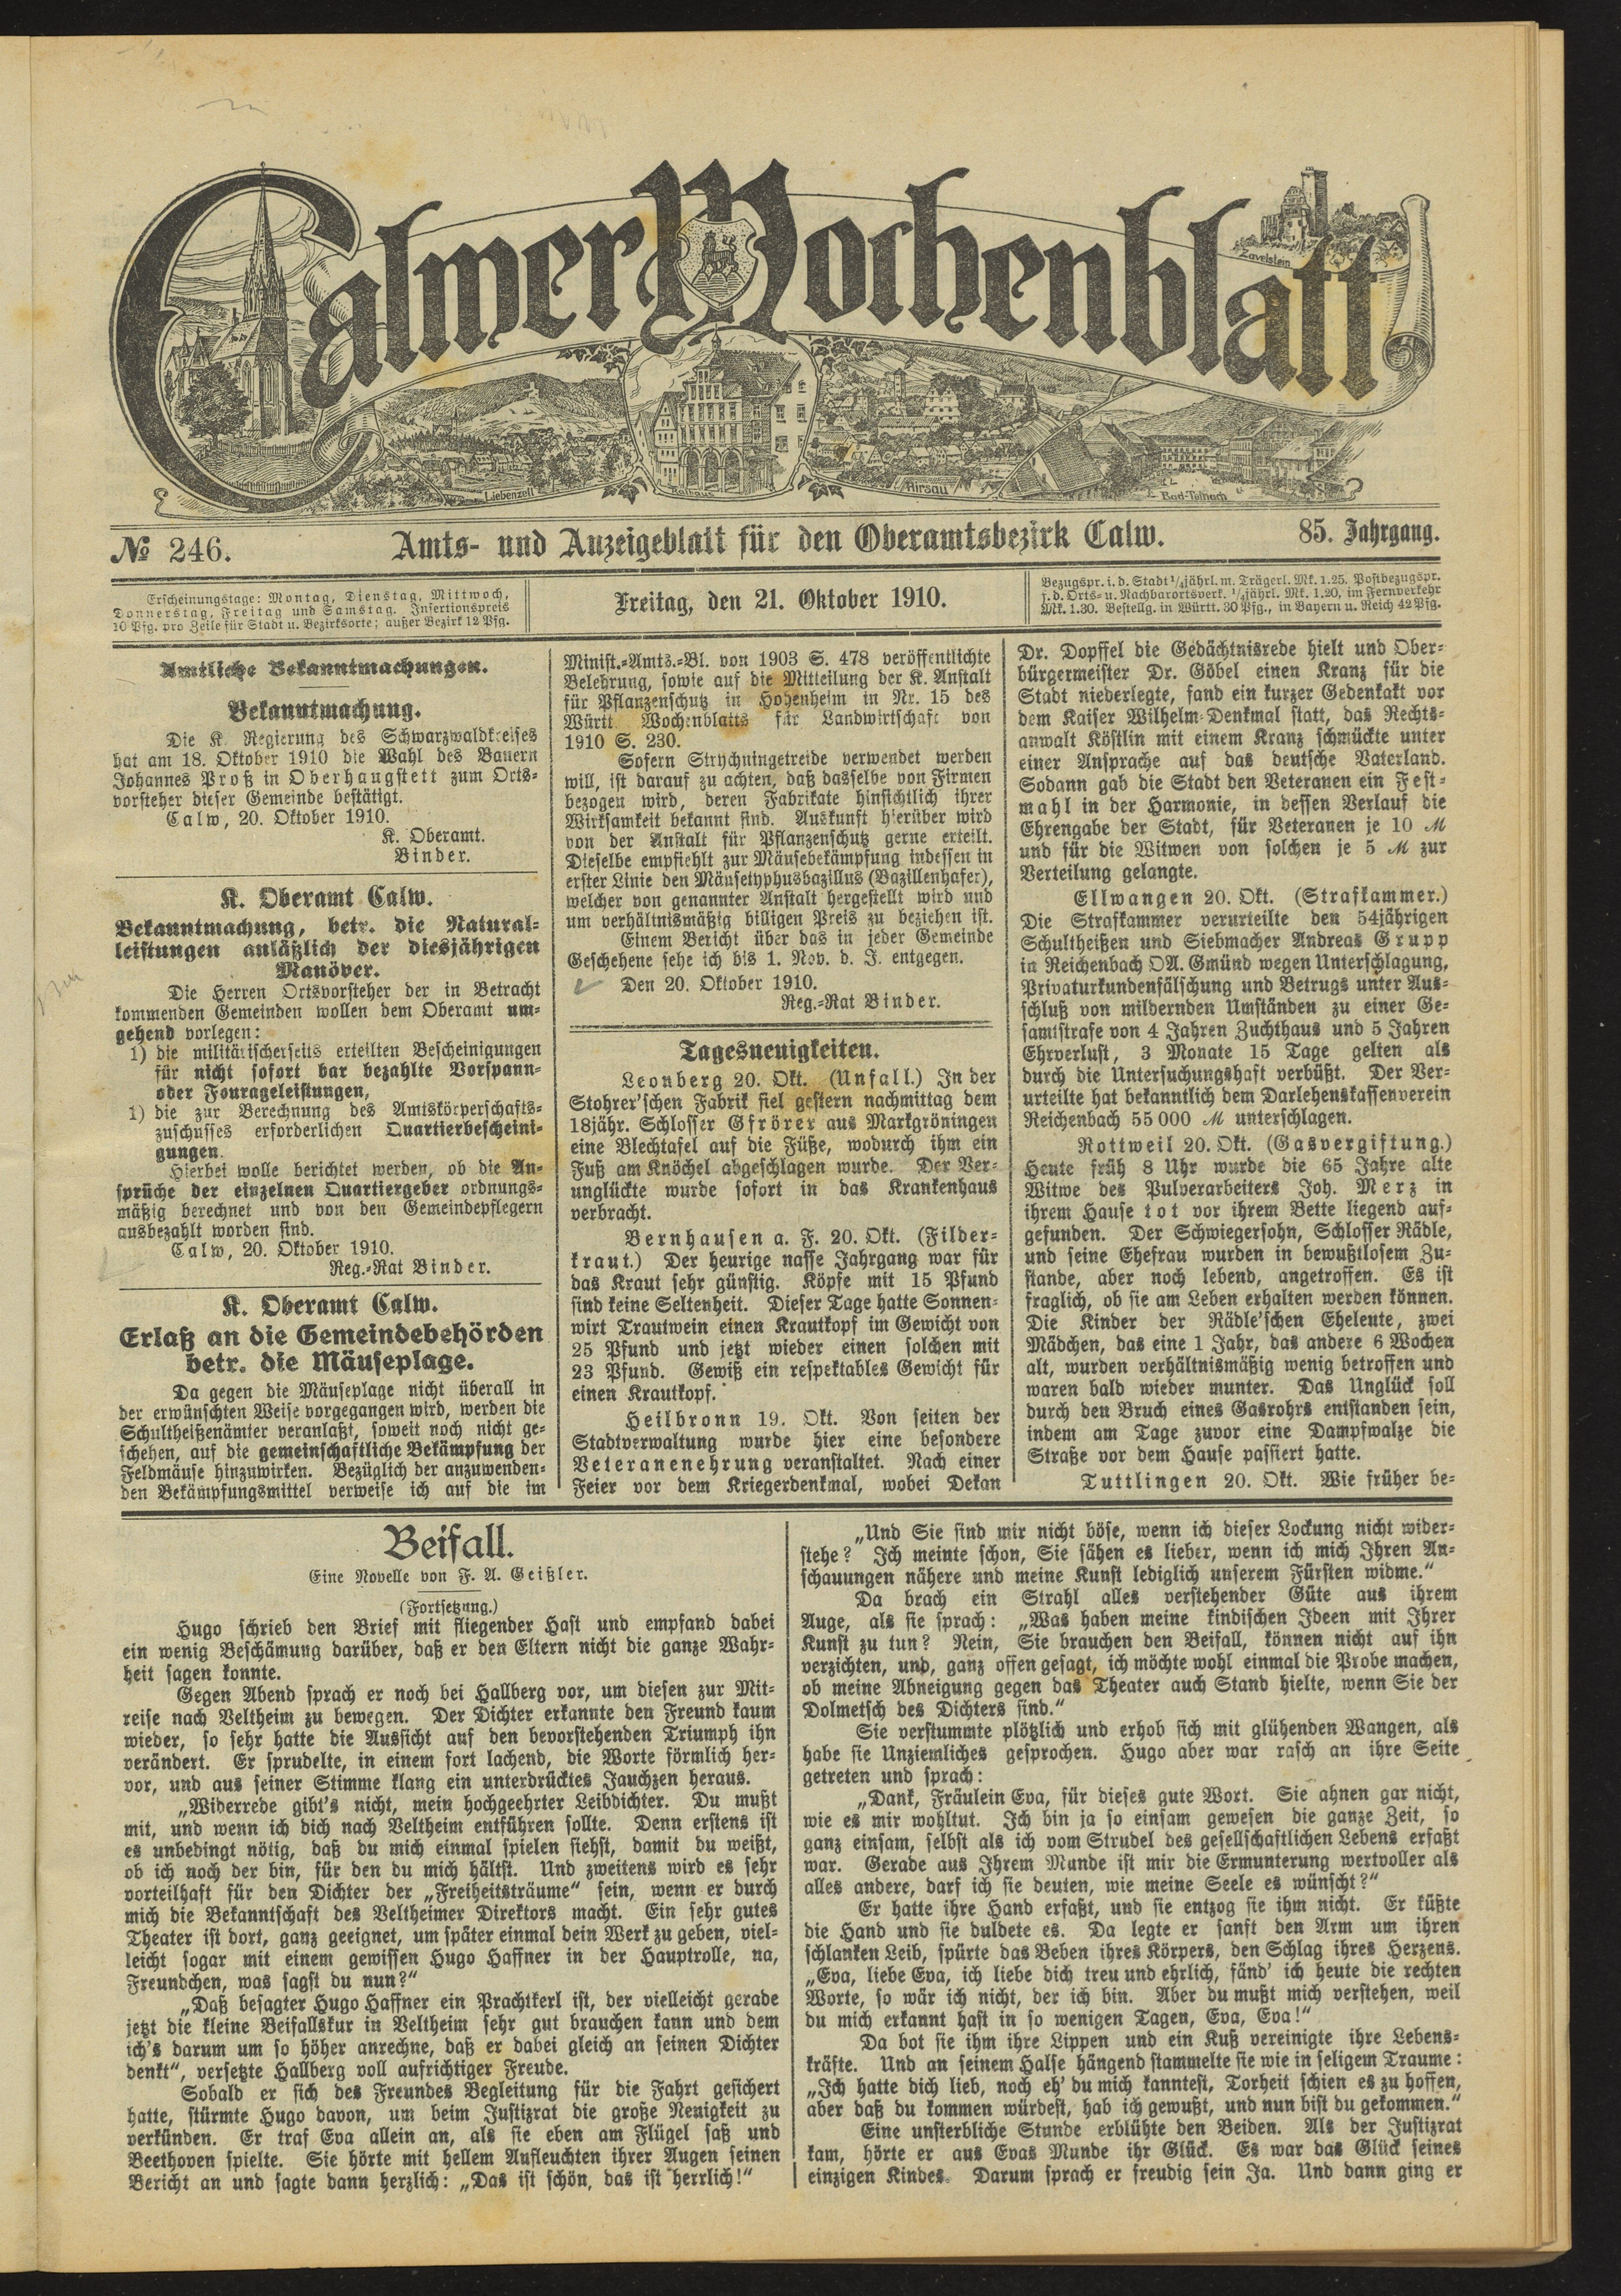 Calwer Wochenblatt
Zavelstein
Liebenzell
Rathaus
Hirsau
Bad-Teinach
№ 246.
Amts- und Anzeigeblatt für den Oberamtsbezirk Calw.
85. Jahrgang.
Erscheinungstage: Montag, Dienstag, Mittwoch,
Donnerstag, Freitag und Samstag. Insertionspreis
10 Pfg. pro Zeile für Stadt u. Bezirksorte; außer Bezirk 12 Pfg.
Freitag, den 21. Oktober 1910.
Bezugspr. i. d. Stadt ¼jährl. m. Trägerl. Mk. 1.25. Postbezugspr.
f. d. Orts- u. Nachbarortsverk. ¼jährl. Mk. 1.20, im Fernverkehr
Mk. 1.30. Bestellg. in Württ. 30 Pfg., in Bayern u. Reich 42 Pfg.
Amtliche Bekanntmachungen.
Bekanntmachung.
Die K. Regierung des Schwarzwaldkreises
hat am 18. Oktober 1910 die Wahl des Bauern
Johannes Proß in Oberhaugstett zum Orts-
vorsteher dieser Gemeinde bestätigt.
Calw, 20. Oktober 1910.
K. Oberamt.
Binder.
K. Oberamt Calw.
Bekanntmachung, betr. die Natural-
leistungen anläßlich der diesjährigen
Manöver.
Die Herren Ortsvorsteher der in Betracht
kommenden Gemeinden wollen dem Oberamt um-
gehend vorlegen:
1) die militärischerseits erteilten Bescheinigungen
für nicht sofort bar bezahlte Vorspann-
oder Fourageleistungen,
1) die zur Berechnung des Amtskörperschafts-
zuschusses erforderlichen Quartierbescheini-
gungen.
Hierbei wolle berichtet werden, ob die An-
sprüche der einzelnen Quartiergeber ordnungs-
mäßig berechnet und von den Gemeindepflegern
ausbezahlt worden sind.
Calw, 20. Oktober 1910.
Reg.-Rat Binder.
K. Oberamt Calw.
Erlaß an die Gemeindebehörden
betr. die Mäuseplage.
Da gegen die Mäuseplage nicht überall in
der erwünschten Weise vorgegangen wird, werden die
Schultheißenämter veranlaßt, soweit noch nicht ge-
schehen, auf die gemeinschaftliche Bekämpfung der
Feldmäuse hinzuwirken. Bezüglich der anzuwenden-
den Bekämpfungsmittel verweise ich auf die im
Minist.-Amts.-Bl. von 1903 S. 478 veröffentlichte
Belehrung, sowie auf die Mitteilung der K. Anstalt
für Pflanzenschutz in Hohenheim in Nr. 15 des
Württ. Wochenblatts für Landwirtschaft von
1910 S. 230.
Sofern Strychningetreide verwendet werden
will, ist darauf zu achten, daß dasselbe von Firmen
bezogen wird, deren Fabrikate hinsichtlich ihrer
Wirksamkeit bekannt sind. Auskunft hierüber wird
von der Anstalt für Pflanzenschutz gerne erteilt.
Dieselbe empfiehlt zur Mäusebekämpfung indessen in
erster Linie den Mäusetyphusbazillus (Bazillenhafer),
welcher von genannter Anstalt hergestellt wird und
um verhältnismäßig billigen Preis zu beziehen ist.
Einem Bericht über das in jeder Gemeinde
Geschehene sehe ich bis 1. Nov. d. J. entgegen.
Den 20. Oktober 1910.
Reg.-Rat Binder.
Tagesneuigkeiten.
Leonberg 20. Okt. (Unfall.) In der
Stohrer'schen Fabrik fiel gestern nachmittag dem
18jähr. Schlosser Gfrörer aus Markgröningen
eine Blechtafel auf die Füße, wodurch ihm ein
Fuß am Knöchel abgeschlagen wurde. Der Ver-
unglückte wurde sofort in das Krankenhaus
verbracht.
Bernhausen a. F. 20. Okt. (Filder-
kraut.) Der heurige nasse Jahrgang war für
das Kraut sehr günstig. Köpfe mit 15 Pfund
sind keine Seltenheit. Dieser Tage hatte Sonnen-
wirt Trautwein einen Krautkopf im Gewicht von
25 Pfund und jetzt wieder einen solchen mit
23 Pfund. Gewiß ein respektables Gewicht für
einen Krautkopf.
Heilbronn 19. Okt. Von seiten der
Stadtverwaltung wurde hier eine besondere
Veteranenehrung veranstaltet. Nach einer
Feier vor dem Kriegerdenkmal, wobei Dekan
Dr. Dopffel die Gedächtnisrede hielt und Ober-
bürgermeister Dr. Göbel einen Kranz für die
Stadt niederlegte, fand ein kurzer Gedenkakt vor
dem Kaiser Wilhelm-Denkmal statt, das Rechts-
anwalt Köstlin mit einem Kranz schmückte unter
einer Ansprache auf das deutsche Vaterland.
Sodann gab die Stadt den Veteranen ein Fest-
mahl in der Harmonie, in dessen Verlauf die
Ehrengabe der Stadt, für Veteranen je 10 ℳ
und für die Witwen von solchen je 5 ℳ zur
Verteilung gelangte.
Ellwangen 20. Okt. (Strafkammer.)
Die Strafkammer verurteilte den 54jährigen
Schultheißen und Siebmacher Andreas Grupp
in Reichenbach OA. Gmünd wegen Unterschlagung,
Privaturkundenfälschung und Betrugs unter Aus-
schluß von mildernden Umständen zu einer Ge-
samtstrafe von 4 Jahren Zuchthaus und 5 Jahren
Ehrverlust, 3 Monate 15 Tage gelten als
durch die Untersuchungshaft verbüßt. Der Ver-
urteilte hat bekanntlich dem Darlehenskassenverein
Reichenbach 55 000 ℳ unterschlagen.
Rottweil 20. Okt. (Gasvergiftung.)
Heute früh 8 Uhr wurde die 65 Jahre alte
Witwe des Pulverarbeiters Joh. Merz in
ihrem Hause tot vor ihrem Bette liegend auf-
gefunden. Der Schwiegersohn, Schlosser Rädle,
und seine Ehefrau wurden in bewußtlosem Zu-
stande, aber noch lebend, angetroffen. Es ist
fraglich, ob sie am Leben erhalten werden können.
Die Kinder der Rädle'schen Eheleute, zwei
Mädchen, das eine 1 Jahr, das andere 6 Wochen
alt, wurden verhältnismäßig wenig betroffen und
waren bald wieder munter. Das Unglück soll
durch den Bruch eines Gasrohrs entstanden sein,
indem am Tage zuvor eine Dampfwalze die
Straße vor dem Hause passiert hatte.
Tuttlingen 20. Okt. Wie früher be-
Beifall.
Eine Novelle von F. A. Geißler.
(Fortsetzung.)
Hugo schrieb den Brief mit fliegender Hast und empfand dabei
ein wenig Beschämung darüber, daß er den Eltern nicht die ganze Wahr-
heit sagen konnte.
Gegen Abend sprach er noch bei Hallberg vor, um diesen zur Mit-
reise nach Veltheim zu bewegen. Der Dichter erkannte den Freund kaum
wieder, so sehr hatte die Aussicht auf den bevorstehenden Triumph ihn
verändert. Er sprudelte, in einem fort lachend, die Worte förmlich her-
vor, und aus seiner Stimme klang ein unterdrücktes Jauchzen heraus.
„Widerrede gibt's nicht, mein hochgeehrter Leibdichter. Du mußt
mit, und wenn ich dich nach Veltheim entführen sollte. Denn erstens ist
es unbedingt nötig, daß du mich einmal spielen siehst, damit du weißt,
ob ich noch der bin, für den du mich hältst. Und zweitens wird es sehr
vorteilhaft für den Dichter der „Freiheitsträume“ sein, wenn er durch
mich die Bekanntschaft des Veltheimer Direktors macht. Ein sehr gutes
Theater ist dort, ganz geeignet, um später einmal dein Werk zu geben, viel-
leicht sogar mit einem gewissen Hugo Haffner in der Hauptrolle, na,
Freundchen, was sagst du nun?“
„Daß besagter Hugo Haffner ein Prachtkerl ist, der vielleicht gerade
jetzt die kleine Beifallskur in Veltheim sehr gut brauchen kann und dem
ich's darum um so höher anrechne, daß er dabei gleich an seinen Dichter
denkt“, versetzte Hallberg voll aufrichtiger Freude.
Sobald er sich des Freundes Begleitung für die Fahrt gesichert
hatte, stürmte Hugo davon, um beim Justizrat die große Neuigkeit zu
verkünden. Er traf Eva allein an, als sie eben am Flügel saß und
Beethoven spielte. Sie hörte mit hellem Aufleuchten ihrer Augen seinen
Bericht an und sagte dann herzlich: „Das ist schön, das ist herrlich!“
„Und Sie sind mir nicht böse, wenn ich dieser Lockung nicht wider-
stehe? Ich meinte schon, Sie sähen es lieber, wenn ich mich Ihren An-
schauungen nähere und meine Kunst lediglich unserem Fürsten widme.“
Da brach ein Strahl alles verstehender Güte aus ihrem
Auge, als sie sprach: „Was haben meine kindischen Ideen mit Ihrer
Kunst zu tun? Nein, Sie brauchen den Beifall, können nicht auf ihn
verzichten, und, ganz offen gesagt, ich möchte wohl einmal die Probe machen,
ob meine Abneigung gegen das Theater auch Stand hielte, wenn Sie der
Dolmetsch des Dichters sind.“
Sie verstummte plötzlich und erhob sich mit glühenden Wangen, als
habe sie Unziemliches gesprochen. Hugo aber war rasch an ihre Seite
getreten und sprach:
„Dank, Fräulein Eva, für dieses gute Wort. Sie ahnen gar nicht,
wie es mir wohltut. Ich bin ja so einsam gewesen die ganze Zeit, so
ganz einsam, selbst als ich vom Strudel des gesellschaftlichen Lebens erfaßt
war. Gerade aus Ihrem Munde ist mir die Ermunterung wertvoller als
alles andere, darf ich sie deuten, wie meine Seele es wünscht?“
Er hatte ihre Hand erfaßt, und sie entzog sie ihm nicht. Er küßte
die Hand und sie duldete es. Da legte er sanft den Arm um ihren
schlanken Leib, spürte das Beben ihres Körpers, den Schlag ihres Herzens.
„Eva, liebe Eva, ich liebe dich treu und ehrlich, fänd' ich heute die rechten
Worte, so wär ich nicht, der ich bin. Aber du mußt mich verstehen, weil
du mich erkannt hast in so wenigen Tagen, Eva, Eva!“
Da bot sie ihm ihre Lippen und ein Kuß vereinigte ihre Lebens-
kräfte. Und an seinem Halse hängend stammelte sie wie in seligem Traume:
„Ich hatte dich lieb, noch eh' du mich kanntest, Torheit schien es zu hoffen,
aber daß du kommen würdest, hab ich gewußt, und nun bist du gekommen.“
Eine unsterbliche Stunde erblühte den Beiden. Als der Justizrat
kam, hörte er aus Evas Munde ihr Glück. Es war das Glück seines
einzigen Kindes. Darum sprach er freudig sein Ja. Und dann ging er